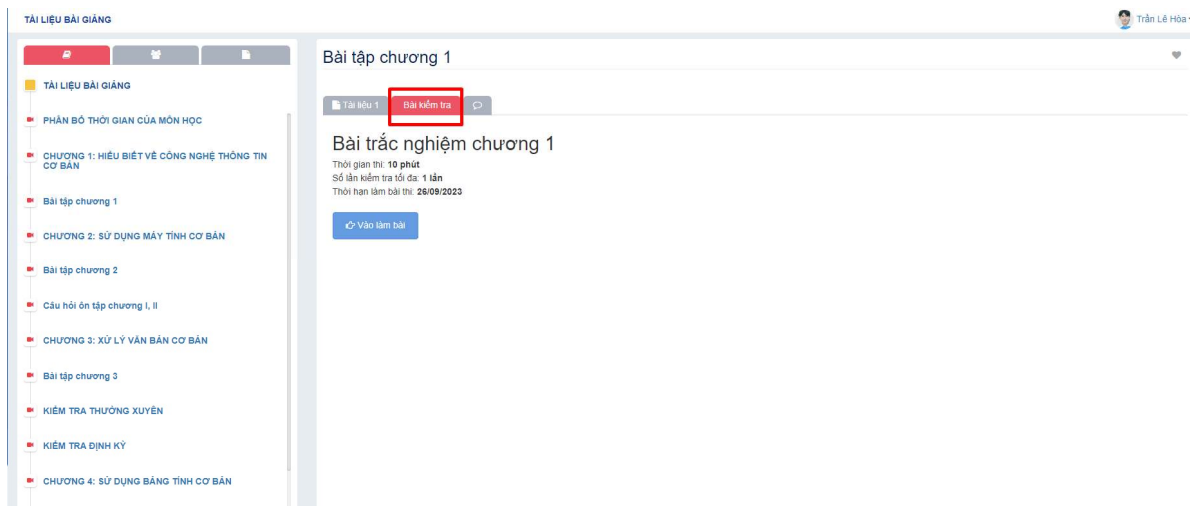 TÀI LIỆU BÀI GIẢNG
Trần Lê Hòa
TÀI LIỆU BÀI GIẢNG
PHÂN BỐ THỜI GIAN CỦA MÔN HỌC
CHƯƠNG 1: HIỂU BIẾT VỀ CÔNG NGHỆ THÔNG TIN
CƠ BẢN
Bài tập chương 1
CHƯƠNG 2: SỬ DỤNG MÁY TÍNH CƠ BẢN
Bài tập chương 2
Câu hỏi ôn tập chương I, II
CHƯƠNG 3: XỬ LÝ VĂN BẢN CƠ BẢN
Bài tập chương 3
KIỂM TRA THƯỜNG XUYÊN
KIỂM TRA ĐỊNH KỲ
CHƯƠNG 4: SỬ DỤNG BẢNG TÍNH CƠ BẢN
Bài tập chương 1
Tài liệu 1
Bài kiểm tra
Bài trắc nghiệm chương 1
Thời gian thi: 10 phút
Số lần kiểm tra tối đa: 1 lần
Thời hạn làm bài thi: 26/09/2023
Vào làm bài